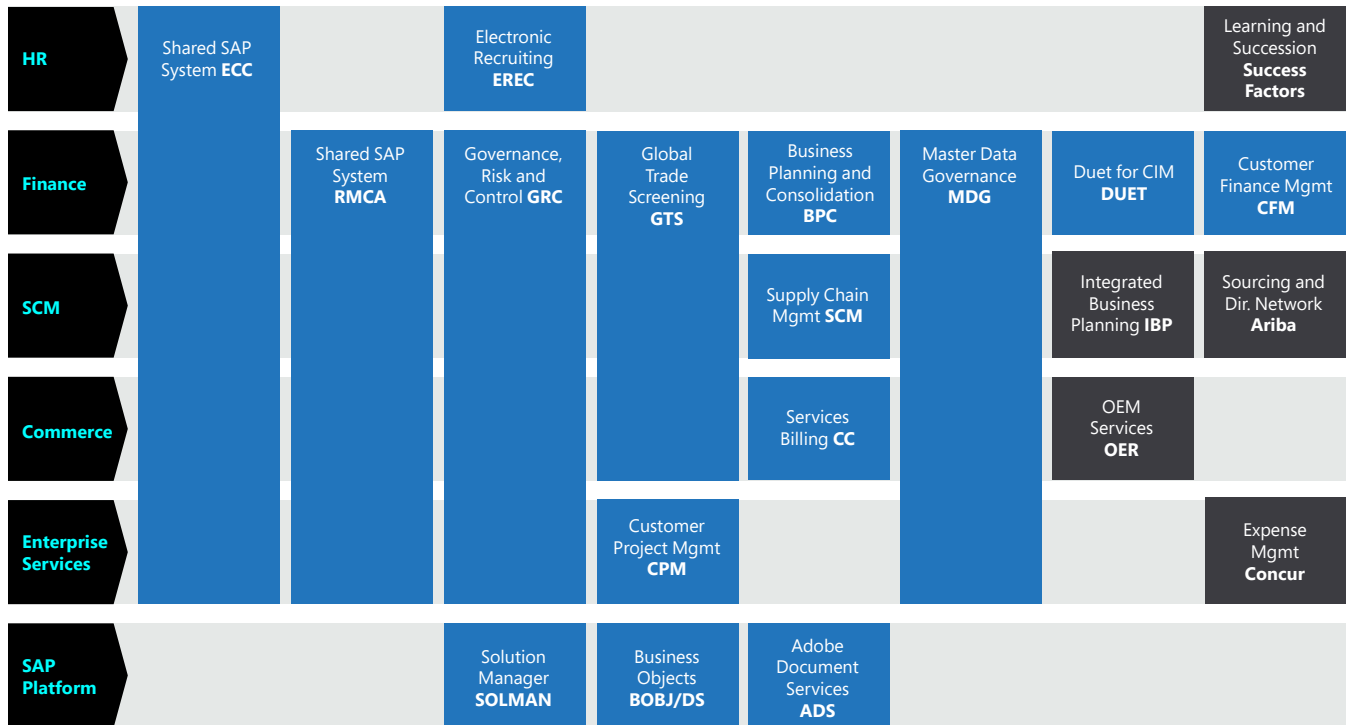 HR
Shared SAP
System ECC
Electronic
Recruiting
EREC
Learning and
Succession
Success
Factors
Finance
Shared SAP
System
RMCA
Governance,
Risk and
Control GRC
Global
Trade
Screening
GTS
Business
Planning and
Consolidation
BPC
Master Data
Governance
MDG
Duet for CIM
DUET
Customer
Finance Mgmt
CFM
SCM
Supply Chain
Mgmt SCM
Integrated
Business
Planning IBP
Sourcing and
Dir. Network
Ariba
Commerce
Services
Billing CC
OEM
Services
OER
Enterprise
Services
Customer
Project Mgmt
CPM
Expense
Mgmt
Concur
SAP
Platform
Solution
Manager
SOLMAN
Business
Objects
BOBJ/DS
Adobe
Document
Services
ADS